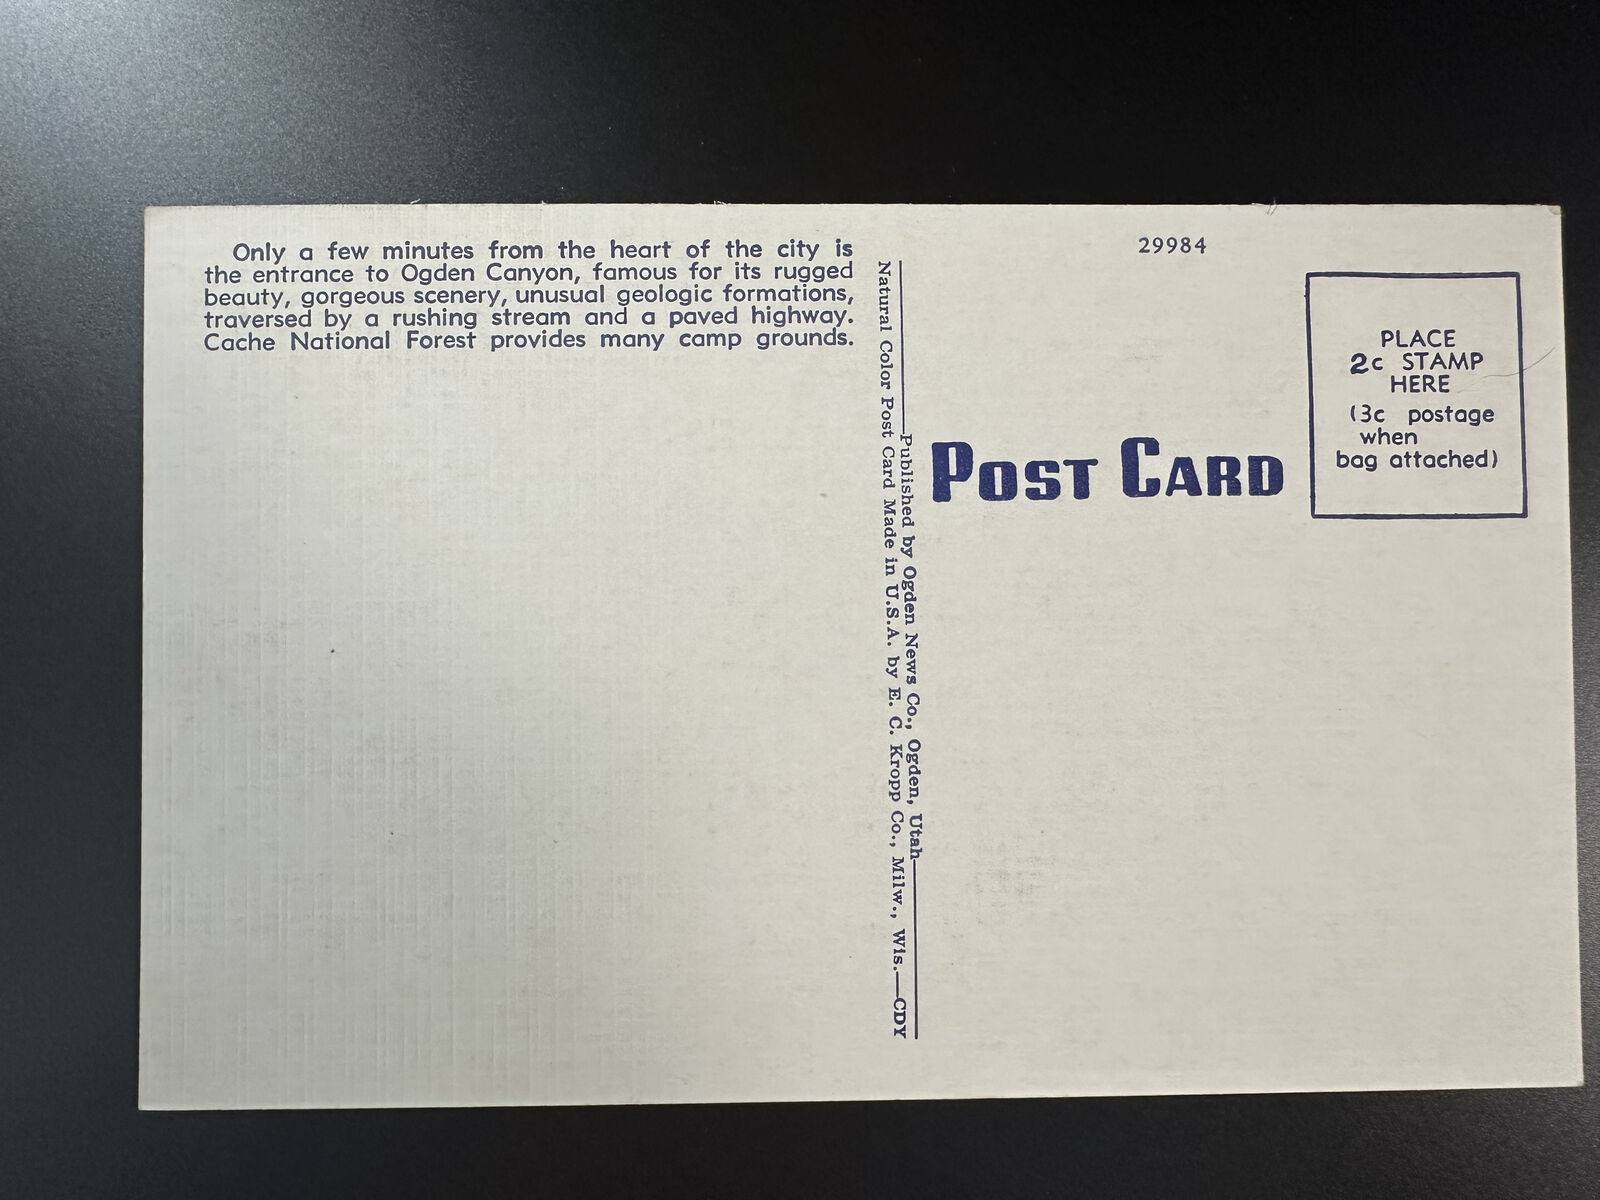 Only a few minutes from the heart of the city is
the entrance to Ogden Canyon, famous for its rugged
beauty, gorgeous scenery, unusual geologic formations,
traversed by a rushing stream and a paved highway.
Cache National Forest provides many camp grounds.
Published by Ogden News Co., Ogden, Utah
Natural Color Post Card Made in U.S.A. by E. C. Kropp Co., Milw., Wis.—CDY
29984
POST CARD
PLACE
2c STAMP
HERE
(3c postage
when
bag attached)